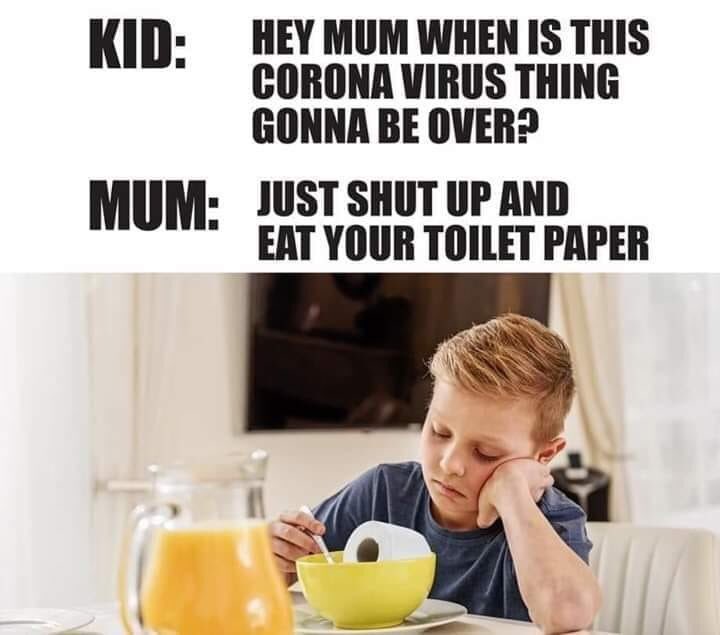 KID: HEY MUM WHEN IS THIS
CORONA VIRUS THING
GONNA BE OVER?
MUM: JUST SHUT UP AND
EAT YOUR TOILET PAPER